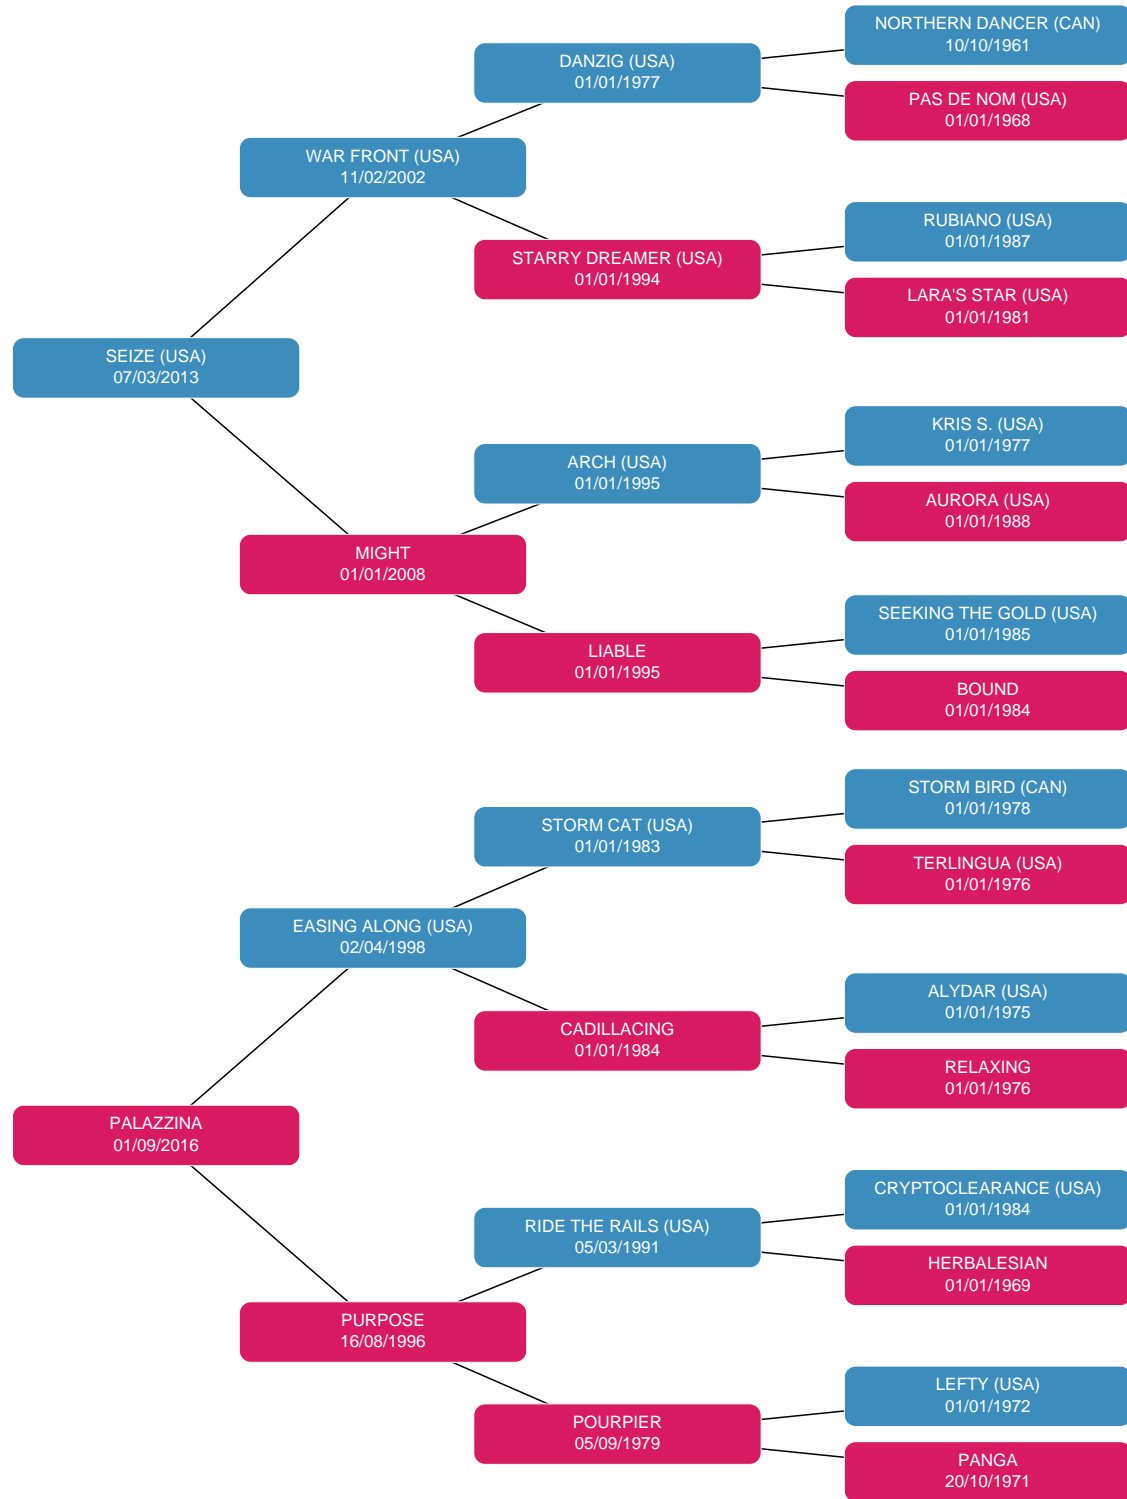 NORTHERN DANCER (CAN)
10/10/1961
DANZIG (USA)
01/01/1977
PAS DE NOM (USA)
01/01/1968
WAR FRONT (USA)
11/02/2002
RUBIANO (USA)
01/01/1987
STARRY DREAMER (USA)
01/01/1994
LARA'S STAR (USA)
01/01/1981
SEIZE (USA)
07/03/2013
KRIS S. (USA)
01/01/1977
ARCH (USA)
01/01/1995
AURORA (USA)
01/01/1988
MIGHT
01/01/2008
SEEKING THE GOLD (USA)
01/01/1985
LIABLE
01/01/1995
BOUND
01/01/1984
STORM BIRD (CAN)
01/01/1978
STORM CAT (USA)
01/01/1983
TERLINGUA (USA)
01/01/1976
EASING ALONG (USA)
02/04/1998
ALYDAR (USA)
01/01/1975
CADILLACING
01/01/1984
RELAXING
01/01/1976
PALAZZINA
01/09/2016
CRYPTOCLEARANCE (USA)
01/01/1984
RIDE THE RAILS (USA)
05/03/1991
HERBALESIAN
01/01/1969
PURPOSE
16/08/1996
LEFTY (USA)
01/01/1972
POURPIER
05/09/1979
PANGA
20/10/1971